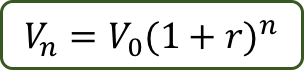 Vₙ = V₀(1 + r)ⁿ